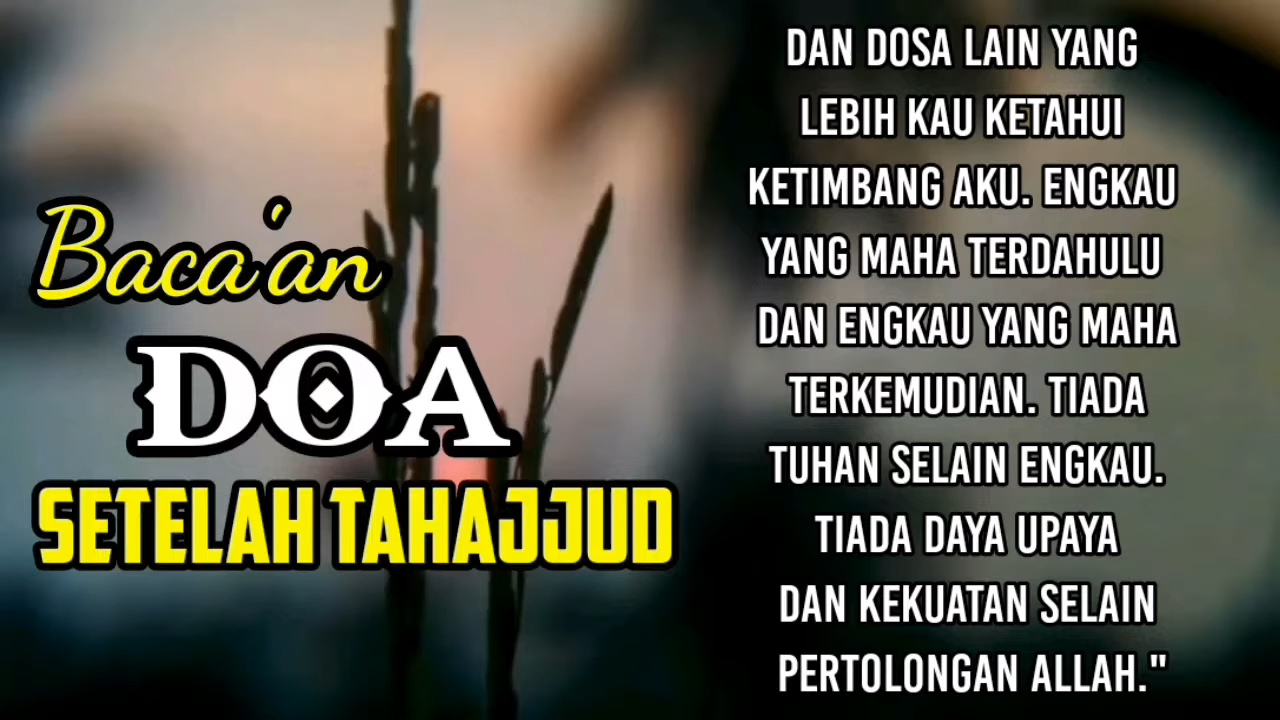 Baca'an
DOA
SETELAH TAHAJJUD
DAN DOSA LAIN YANG
LEBIH KAU KETAHUI
KETIMBANG AKU. ENGKAU
YANG MAHA TERDAHULU
DAN ENGKAU YANG MAHA
TERKEMUDIAN. TIADA
TUHAN SELAIN ENGKAU.
TIADA DAYA UPAYA
DAN KEKUATAN SELAIN
PERTOLONGAN ALLAH."